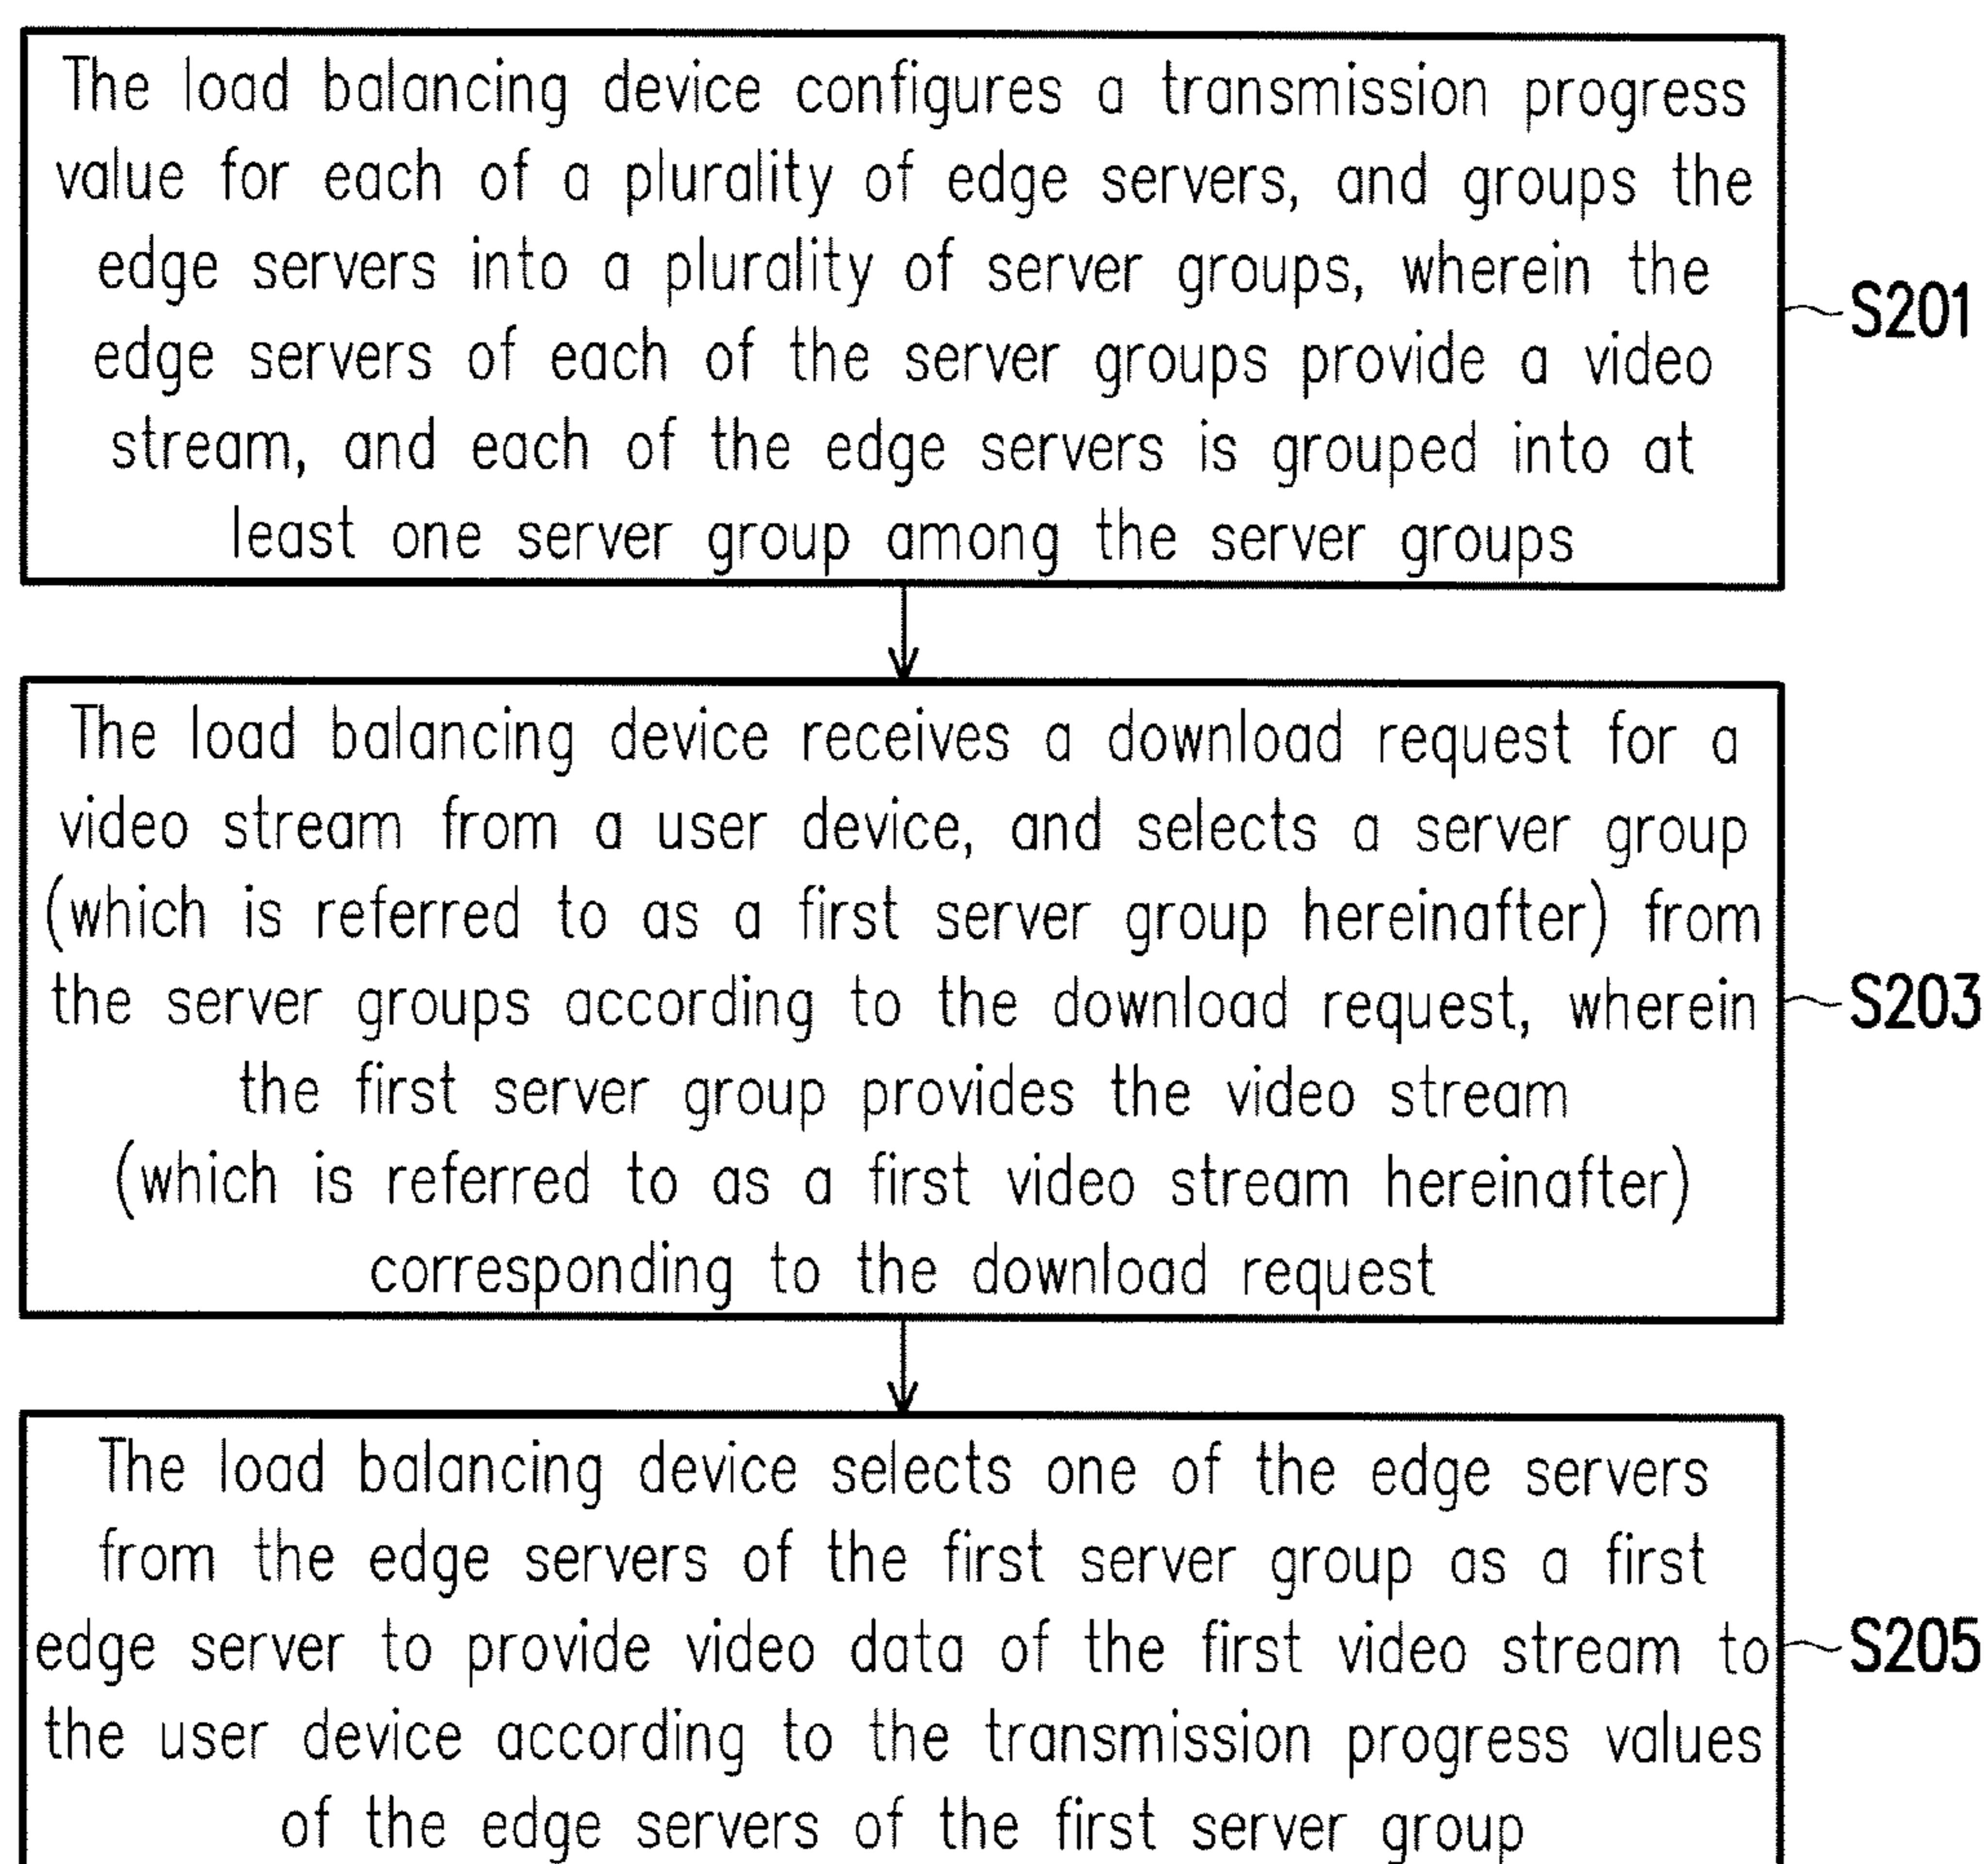 The load balancing device configures a transmission progress
value for each of a plurality of edge servers, and groups the
edge servers into a plurality of server groups, wherein the
edge servers of each of the server groups provide a video
stream, and each of the edge servers is grouped into at
least one server group among the server groups
S201
The load balancing device receives a download request for a
video stream from a user device, and selects a server group
(which is referred to as a first server group hereinafter) from
the server groups according to the download request, wherein
the first server group provides the video stream
(which is referred to as a first video stream hereinafter)
corresponding to the download request
S203
The load balancing device selects one of the edge servers
from the edge servers of the first server group as a first
edge server to provide video data of the first video stream to
the user device according to the transmission progress values
of the edge servers of the first server group
S205